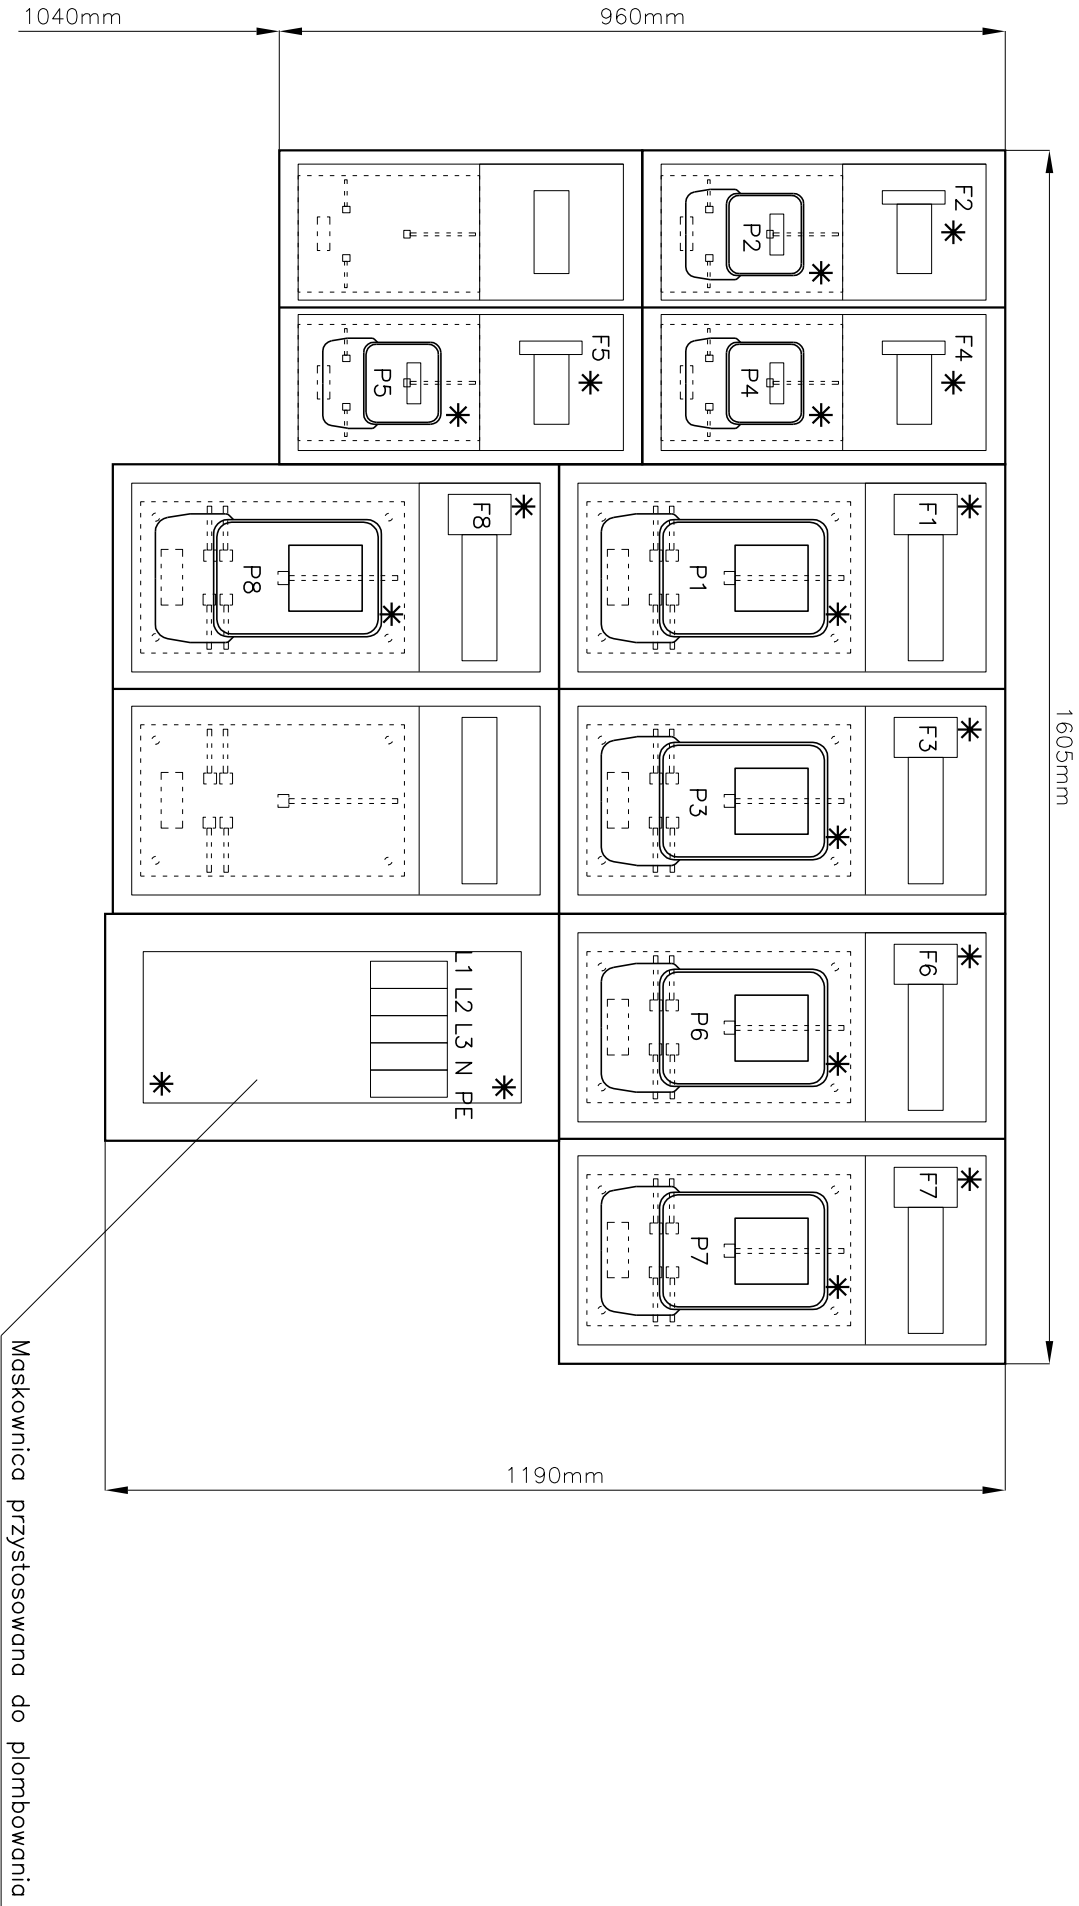 1040mm
960mm
1605mm
F2
P2
F4
P4
F5
P5
F1
P1
F8
P8
F3
P3
F6
P6
L1 L2 L3 N PE
F7
P7
1190mm
Maskownica przystosowana do plombowania